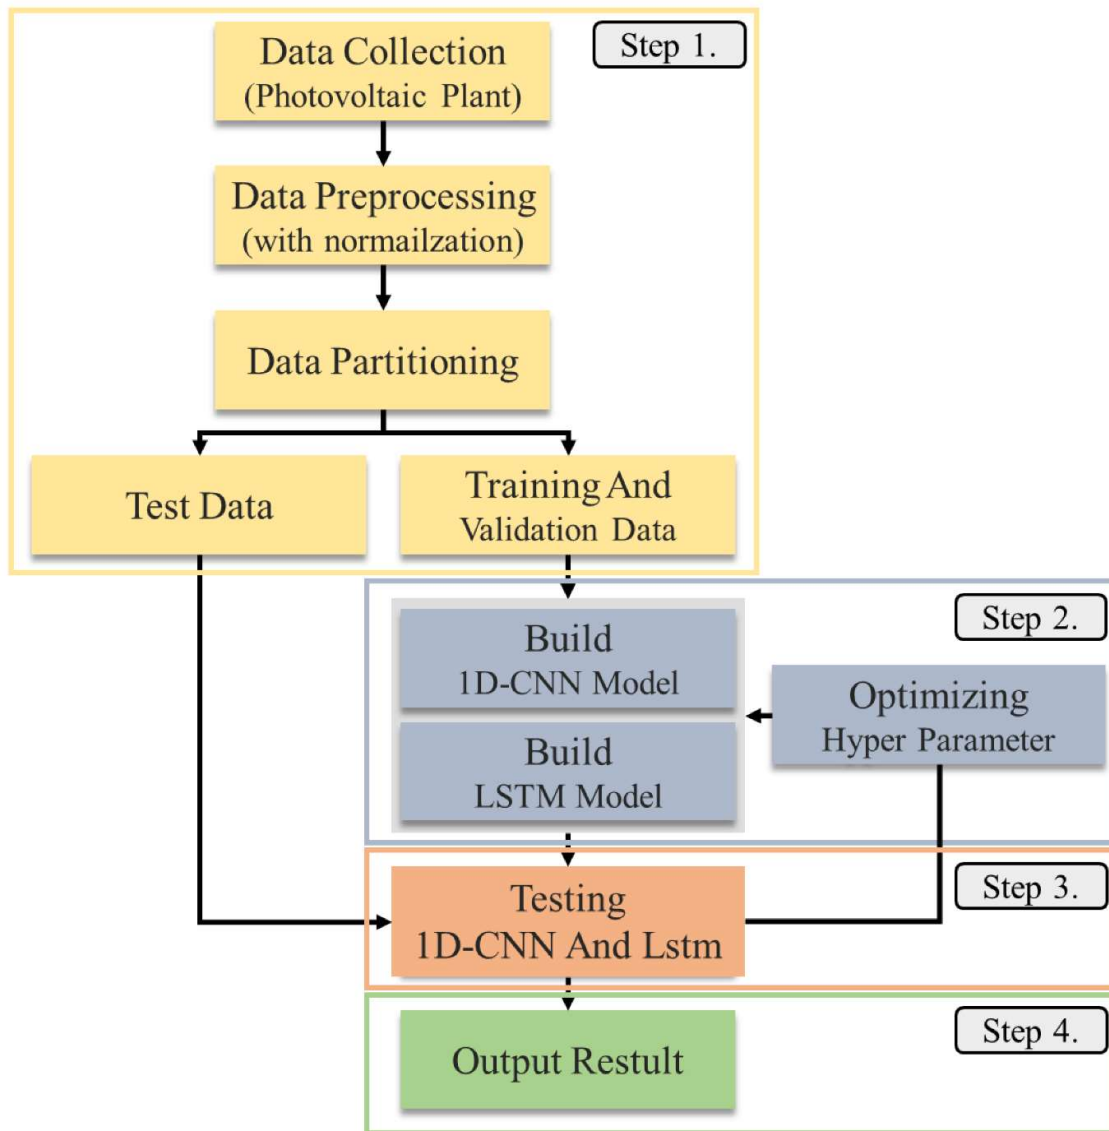 Step 1.
Data Collection
(Photovoltaic Plant)
Data Preprocessing
(with normailzation)
Data Partitioning
Test Data
Training And
Validation Data
Step 2.
Build
1D-CNN Model
Optimizing
Hyper Parameter
Build
LSTM Model
Step 3.
Testing
1D-CNN And Lstm
Step 4.
Output Restult